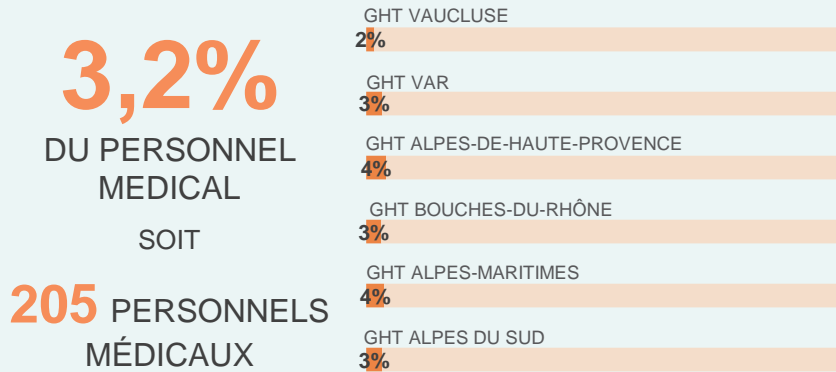 3,2%
DU PERSONNEL
MEDICAL
SOIT
205 PERSONNELS
MÉDICAUX
GHT VAUCLUSE
2%
GHT VAR
3%
GHT ALPES-DE-HAUTE-PROVENCE
4%
GHT BOUCHES-DU-RHÔNE
3%
GHT ALPES-MARITIMES
4%
GHT ALPES DU SUD
3%